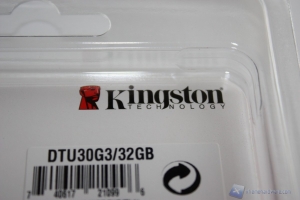 Kingston
TECHNOLOGY
DTU30G3/32GB
7 40617 21099 6